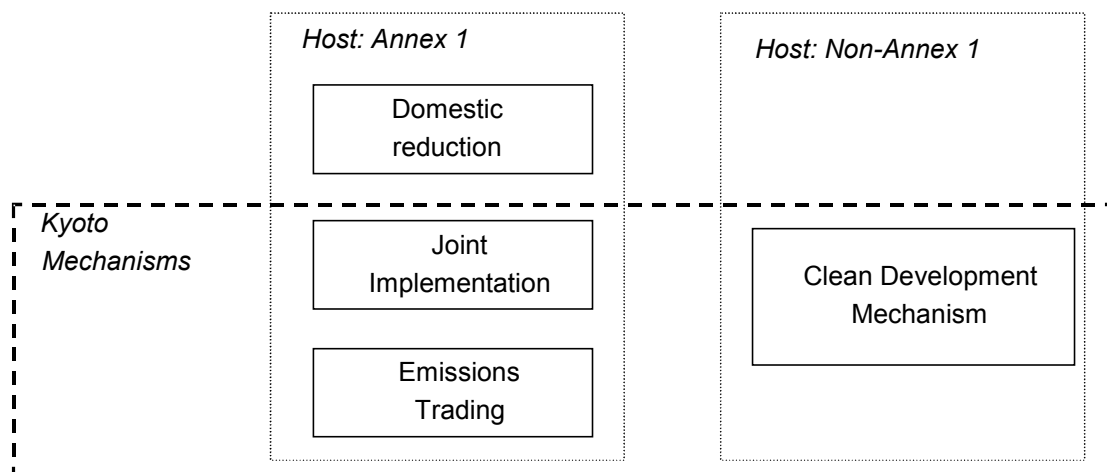 Host: Annex 1
Host: Non-Annex 1
Domestic
reduction
Kyoto
Mechanisms
Joint
Implementation
Clean Development
Mechanism
Emissions
Trading